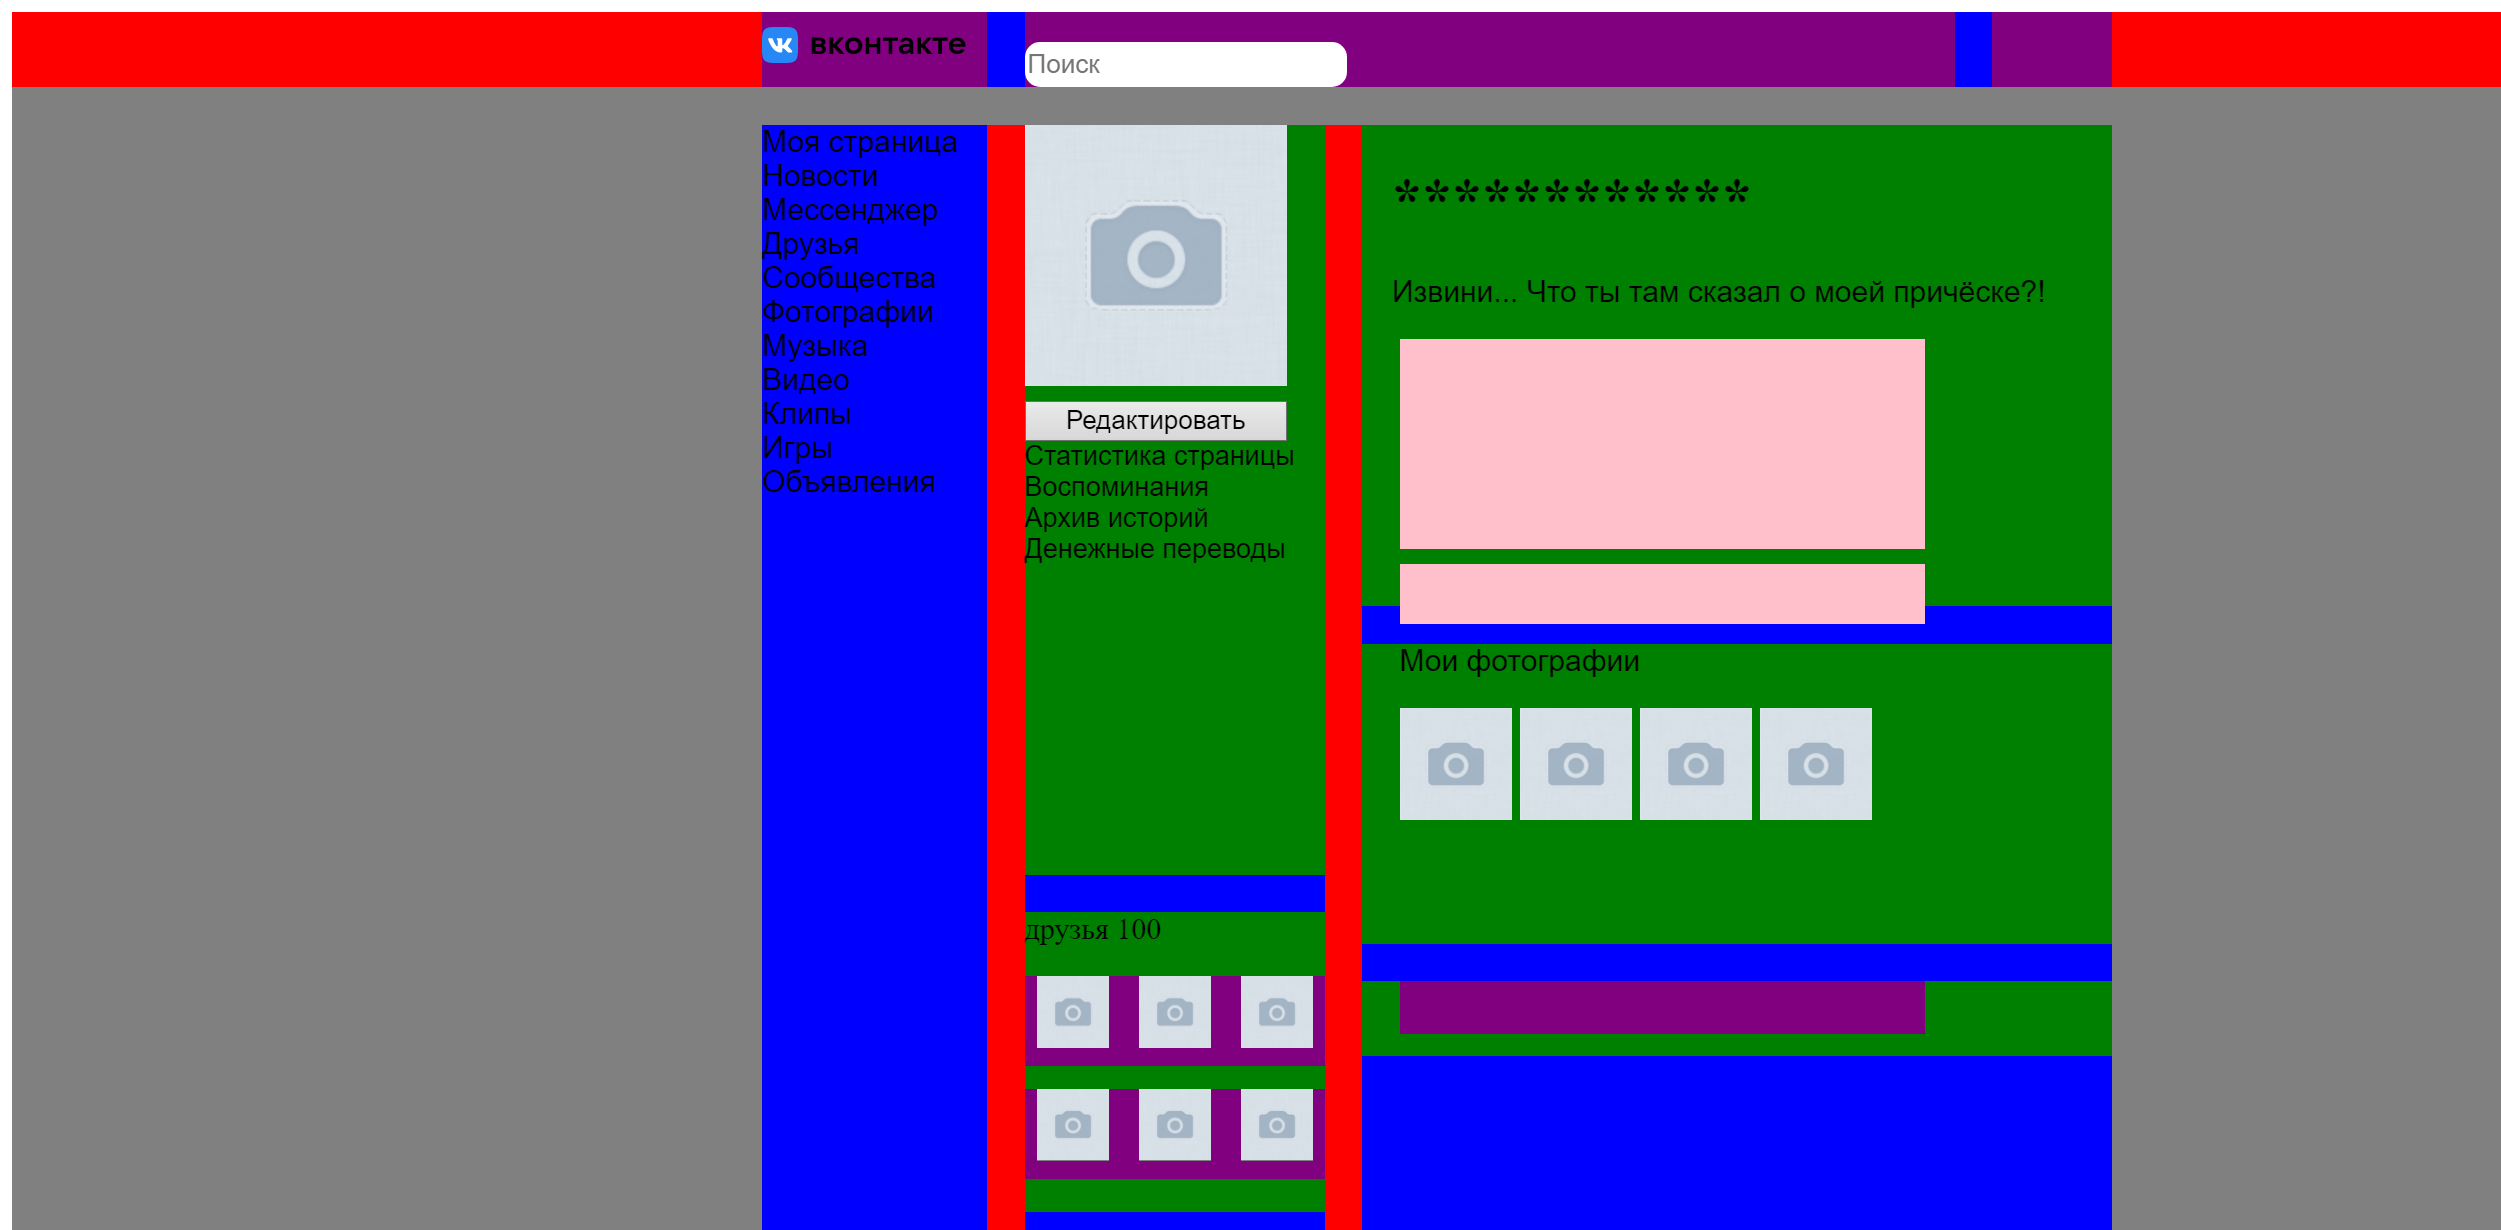 вконтакте
Поиск
Моя страница
Новости
Мессенджер
Друзья
Сообщества
Фотографии
Музыка
Видео
Клипы
Игры
Объявления
Редактировать
Статистика страницы
Воспоминания
Архив историй
Денежные переводы
друзья 100
************
Извини... Что ты там сказал о моей причёске?!
Мои фотографии